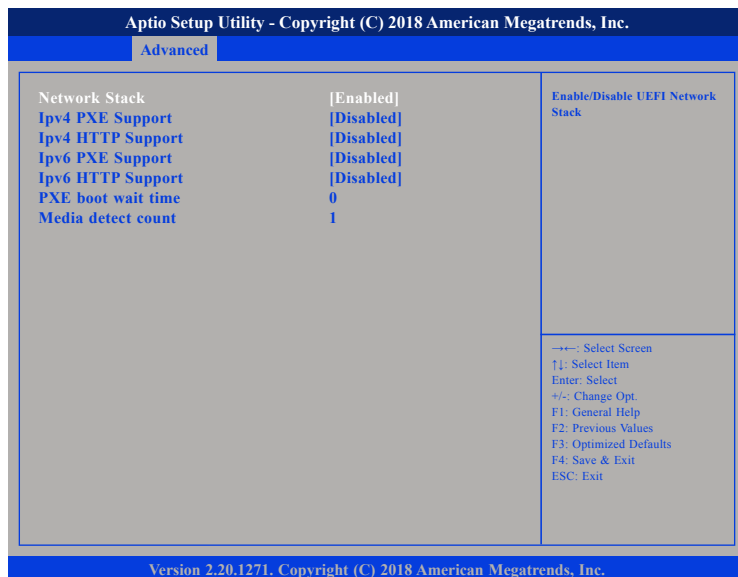 Aptio Setup Utility - Copyright (C) 2018 American Megatrends, Inc.
Advanced
Network Stack [Enabled]
Ipv4 PXE Support [Disabled]
Ipv4 HTTP Support [Disabled]
Ipv6 PXE Support [Disabled]
Ipv6 HTTP Support [Disabled]
PXE boot wait time 0
Media detect count 1
Enable/Disable UEFI Network
Stack
→←: Select Screen
↑↓: Select Item
Enter: Select
+/-: Change Opt.
F1: General Help
F2: Previous Values
F3: Optimized Defaults
F4: Save & Exit
ESC: Exit
Version 2.20.1271. Copyright (C) 2018 American Megatrends, Inc.